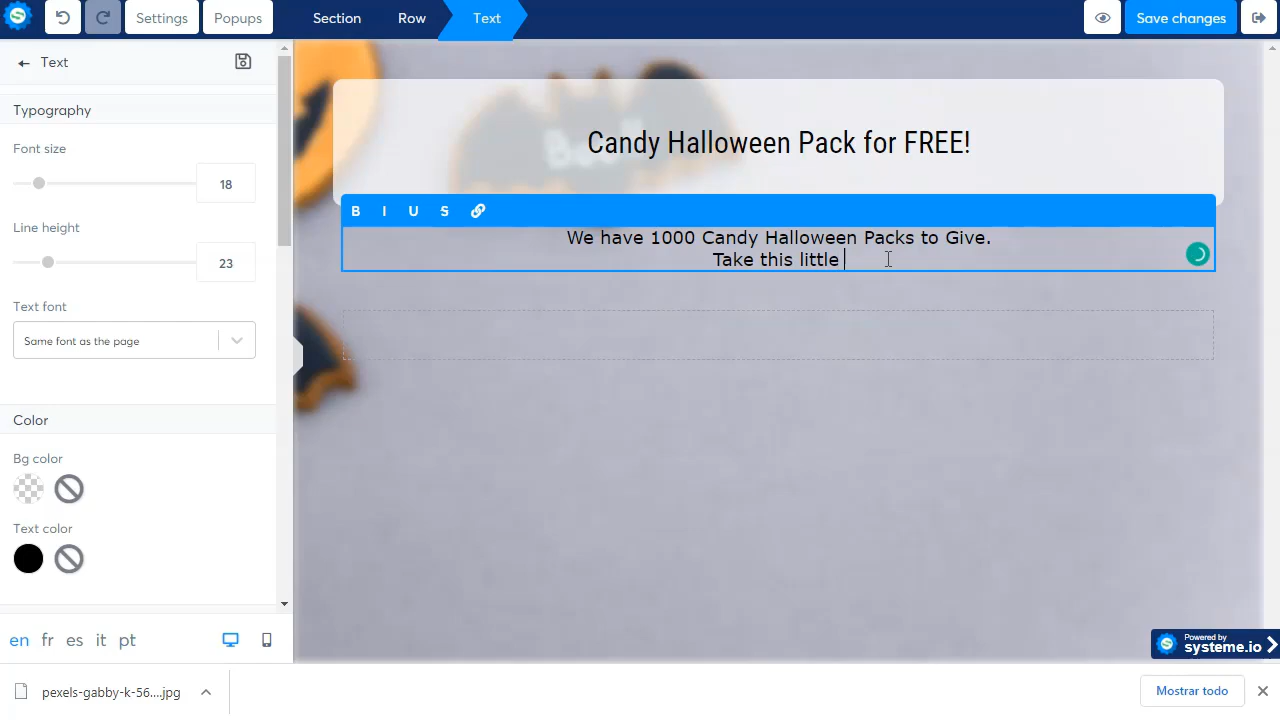 Settings
Popups
Section
Row
Text
Save changes
Text
Typography
Font size
18
Line height
23
Text font
Same font as the page
Color
Bg color
Text color
en fr es it pt
Boo!!
Candy Halloween Pack for FREE!
B I U S
We have 1000 Candy Halloween Packs to Give.
Take this little
Powered by
systeme.io
pexels-gabby-k-56....jpg
Mostrar todo